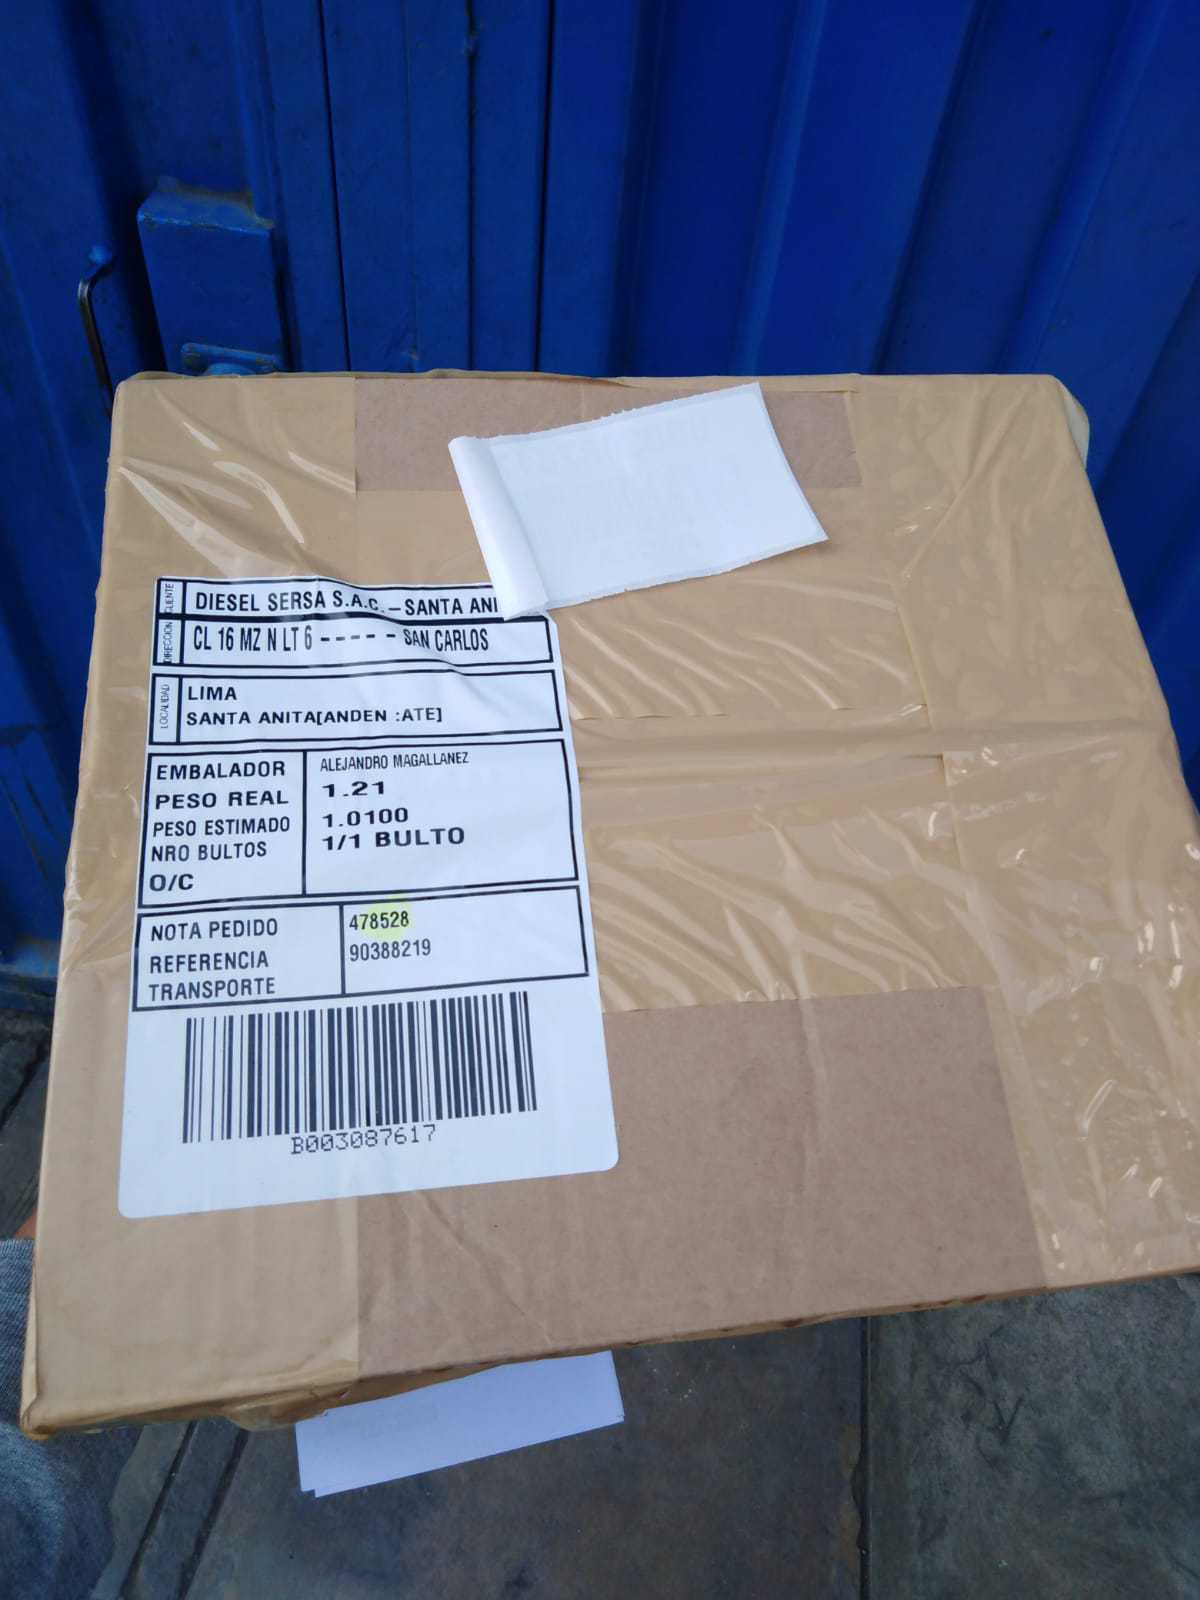 CLIENTE DIESEL SERSA S.A.C.-SANTA ANI
DIRECCION CL 16 MZ N LT 6 ----- SAN CARLOS
LOCALIDAD LIMA
SANTA ANITA[ANDEN :ATE]
EMBALADOR ALEJANDRO MAGALLANEZ
PESO REAL 1.21
PESO ESTIMADO 1.0100
NRO BULTOS 1/1 BULTO
O/C
NOTA PEDIDO 478528
REFERENCIA 90388219
TRANSPORTE
B003087617